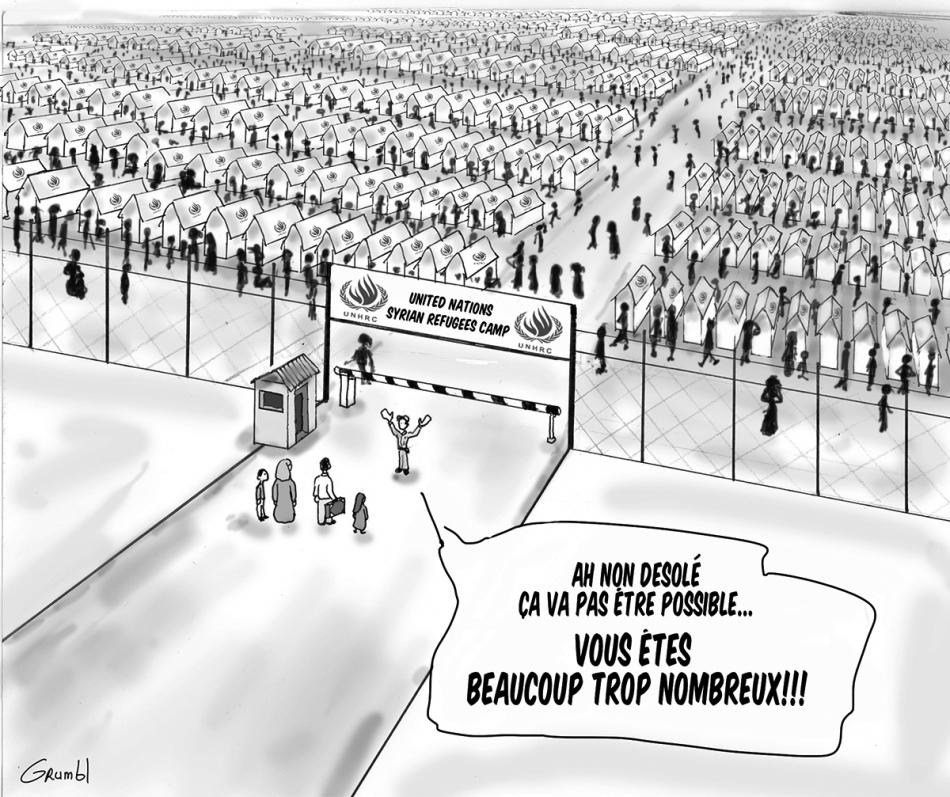 UNITED NATIONS
SYRIAN REFUGEES CAMP
UNHRC
UNHRC
AH NON DESOLÉ
ÇA VA PAS ÊTRE POSSIBLE...
VOUS ÊTES
BEAUCOUP TROP NOMBREUX!!!
Grumbl